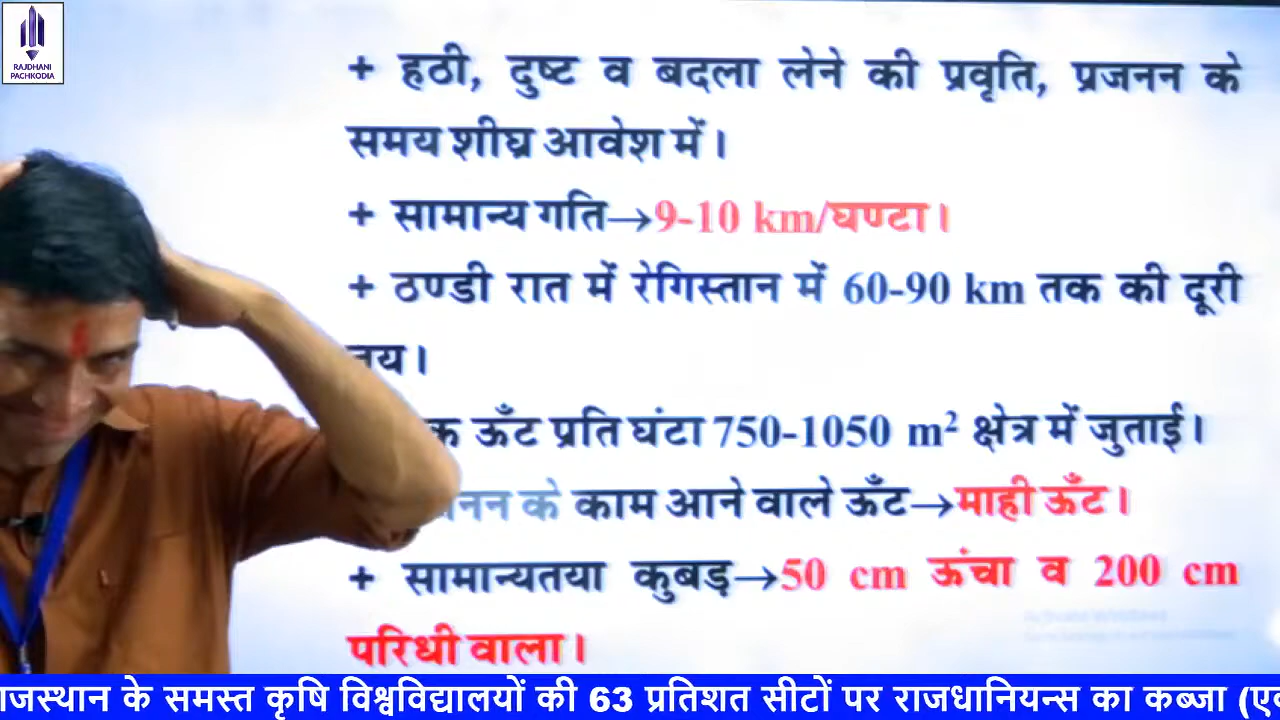 RAJDHANI
PACHKODIA
+ हठी, दुष्ट व बदला लेने की प्रवृति, प्रजनन के
समय शीघ्र आवेश में।
+ सामान्य गति→9-10 km/घण्टा।
+ ठण्डी रात में रेगिस्तान में 60-90 km तक की दूरी
तय।
ऊँट प्रति घंटा 750-1050 m² क्षेत्र में जुताई।
के काम आने वाले ऊँट→माही ऊँट।
+ सामान्यतया कुबड़→50 cm ऊंचा व 200 cm
परिधी वाला।
के समस्त कृषि विश्वविद्यालयों की 63 प्रतिशत सीटों पर राजधानियन्स का कब्जा